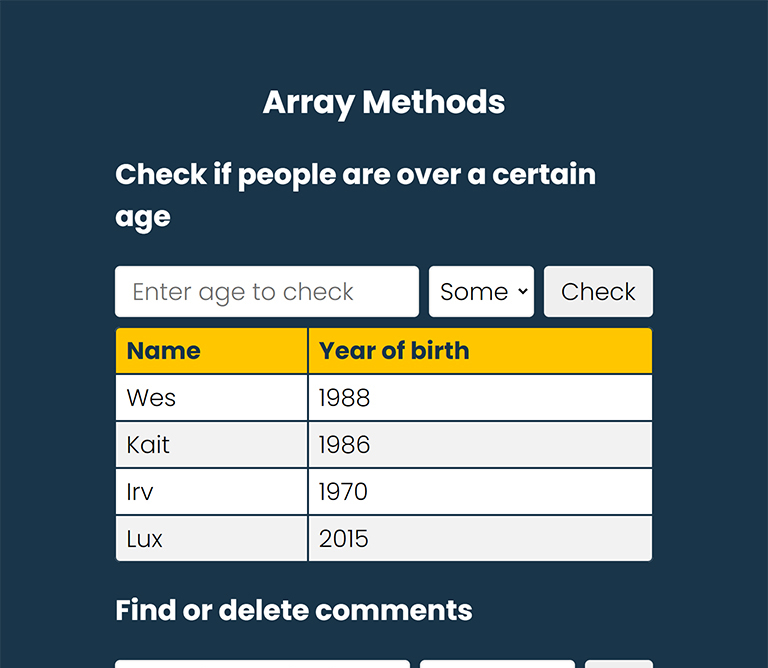 Array Methods
Check if people are over a certain
age
Enter age to check Some Check
Name Year of birth
Wes 1988
Kait 1986
Irv 1970
Lux 2015
Find or delete comments